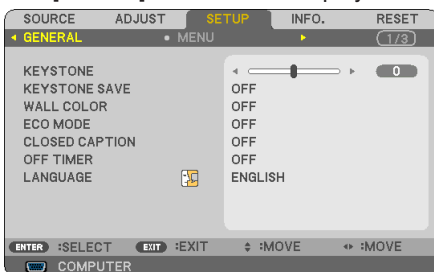 SOURCE ADJUST SETUP INFO. RESET
GENERAL MENU 1/3
KEYSTONE 0
KEYSTONE SAVE OFF
WALL COLOR OFF
ECO MODE OFF
CLOSED CAPTION OFF
OFF TIMER OFF
LANGUAGE ENGLISH
ENTER :SELECT EXIT :EXIT :MOVE :MOVE
COMPUTER